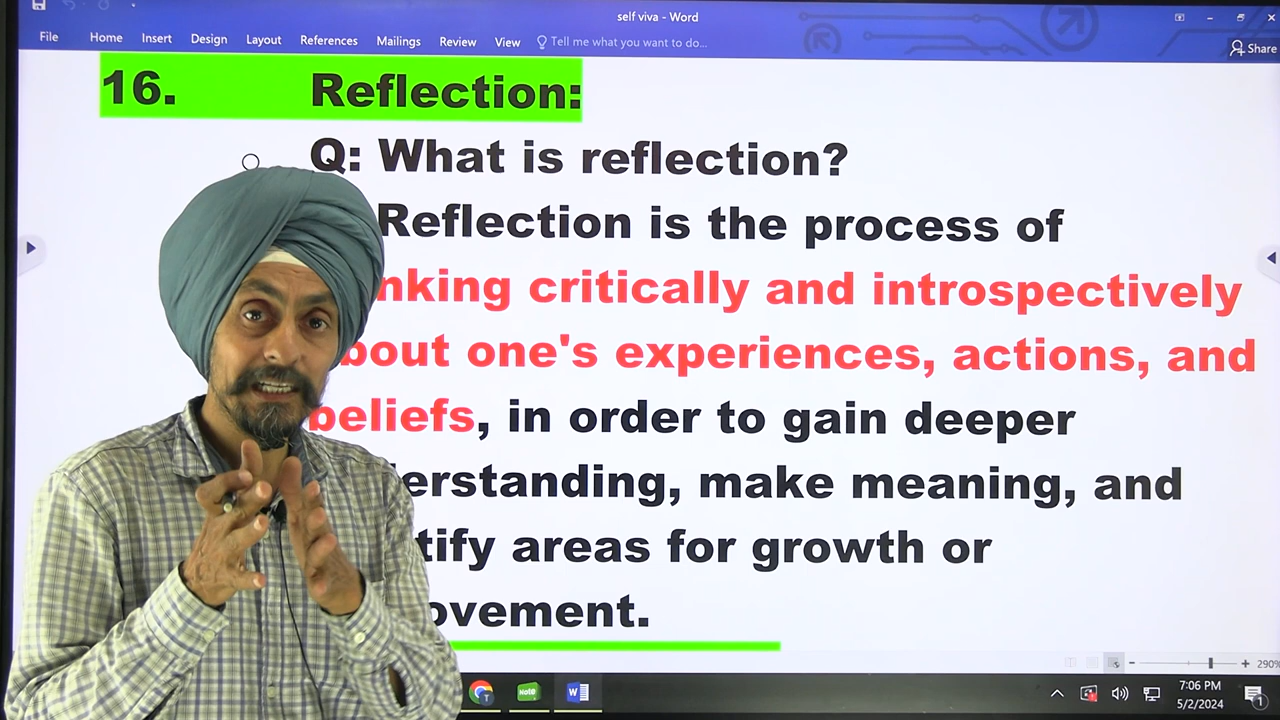 self viva - Word
File Home Insert Design Layout References Mailings Review View Tell me what you want to do... Share
16. Reflection:
Q: What is reflection?
Reflection is the process of
nking critically and introspectively
bout one's experiences, actions, and
beliefs, in order to gain deeper
erstanding, make meaning, and
tify areas for growth or
ovement.
290%
Note
7:06 PM
5/2/2024